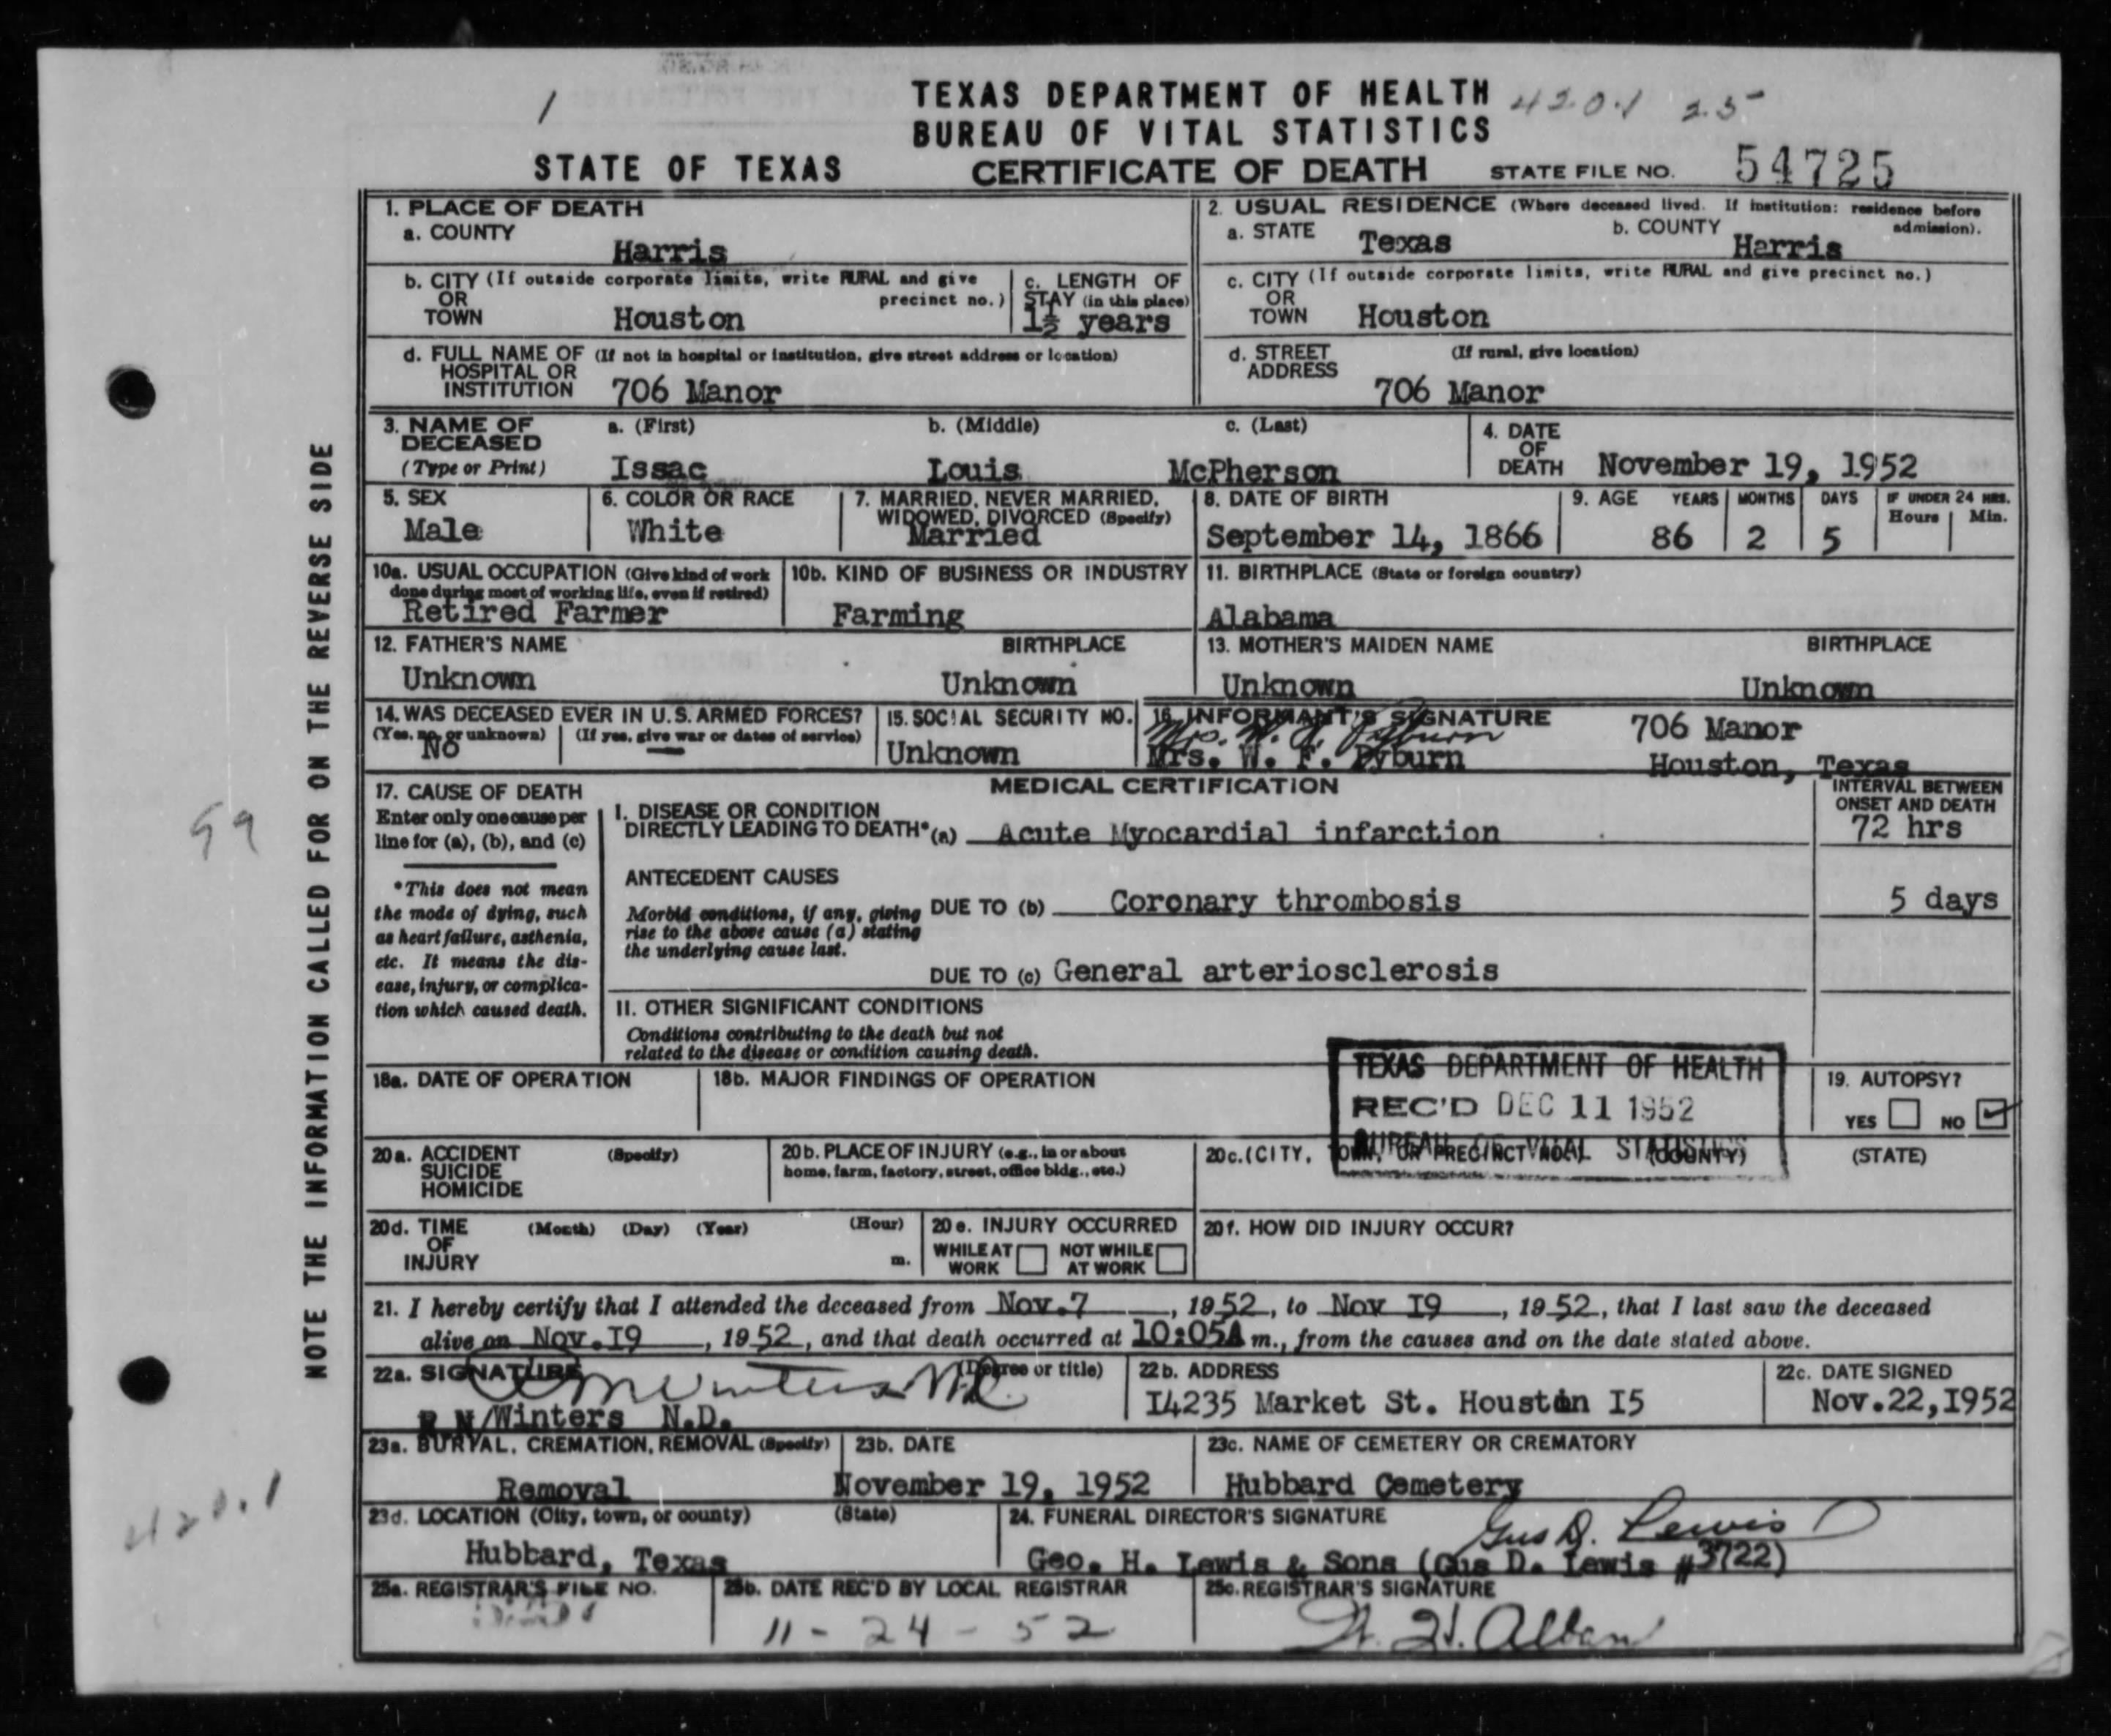 1
TEXAS DEPARTMENT OF HEALTH
4201 25
BUREAU OF VITAL STATISTICS
STATE OF TEXAS CERTIFICATE OF DEATH STATE FILE NO. 54725
1. PLACE OF DEATH
a. COUNTY
Harris
2. USUAL RESIDENCE (Where deceased lived. If institution: residence before admission).
a. STATE Texas b. COUNTY Harris
b. CITY (If outside corporate limits, write RURAL and give precinct no.)
OR
TOWN Houston
c. LENGTH OF
STAY (in this place)
1½ years
c. CITY (If outside corporate limits, write RURAL and give precinct no.)
OR
TOWN Houston
d. FULL NAME OF (If not in hospital or institution, give street address or location)
HOSPITAL OR
INSTITUTION 706 Manor
d. STREET (If rural, give location)
ADDRESS
706 Manor
3. NAME OF a. (First) b. (Middle) c. (Last)
DECEASED
(Type or Print) Issac Louis McPherson
4. DATE
OF
DEATH November 19, 1952
5. SEX
Male
6. COLOR OR RACE
White
7. MARRIED, NEVER MARRIED,
WIDOWED, DIVORCED (Specify)
Married
8. DATE OF BIRTH
September 14, 1866
9. AGE YEARS MONTHS DAYS IF UNDER 24 HRS.
Hours Min.
86 2 5
10a. USUAL OCCUPATION (Give kind of work
done during most of working life, even if retired)
Retired Farmer
10b. KIND OF BUSINESS OR INDUSTRY
Farming
11. BIRTHPLACE (State or foreign country)
Alabama
12. FATHER'S NAME BIRTHPLACE
Unknown Unknown
13. MOTHER'S MAIDEN NAME BIRTHPLACE
Unknown Unknown
14. WAS DECEASED EVER IN U.S. ARMED FORCES?
(Yes, no, or unknown) (If yes, give war or dates of service)
No —
15. SOCIAL SECURITY NO.
Unknown
16. INFORMANT'S SIGNATURE 706 Manor
Mrs. W. F. Pyburn
Mrs. W. F. Pyburn Houston, Texas
17. CAUSE OF DEATH
Enter only one cause per
line for (a), (b), and (c)
*This does not mean
the mode of dying, such
as heart failure, asthenia,
etc. It means the dis-
ease, injury, or complica-
tion which caused death.
MEDICAL CERTIFICATION
INTERVAL BETWEEN
ONSET AND DEATH
I. DISEASE OR CONDITION
DIRECTLY LEADING TO DEATH* (a) Acute Myocardial infarction 72 hrs
ANTECEDENT CAUSES
Morbid conditions, if any, giving
rise to the above cause (a) stating
the underlying cause last.
DUE TO (b) Coronary thrombosis 5 days
DUE TO (c) General arteriosclerosis
II. OTHER SIGNIFICANT CONDITIONS
Conditions contributing to the death but not
related to the disease or condition causing death.
18a. DATE OF OPERATION
18b. MAJOR FINDINGS OF OPERATION
TEXAS DEPARTMENT OF HEALTH
REC'D DEC 11 1952
BUREAU OF VITAL STATISTICS
19. AUTOPSY?
YES NO ✓
20a. ACCIDENT (Specify)
SUICIDE
HOMICIDE
20b. PLACE OF INJURY (e.g., in or about
home, farm, factory, street, office bldg., etc.)
20c. (CITY, TOWN, OR PRECINCT NO.) (COUNTY) (STATE)
20d. TIME (Month) (Day) (Year) (Hour)
OF
INJURY m.
20e. INJURY OCCURRED
WHILE AT WORK NOT WHILE AT WORK
20f. HOW DID INJURY OCCUR?
21. I hereby certify that I attended the deceased from Nov.7, 1952, to Nov I9, 1952, that I last saw the deceased
alive on Nov.I9, 1952, and that death occurred at 10:05A m., from the causes and on the date stated above.
22a. SIGNATURE (Degree or title)
R M Winters M.D.
R N/Winters N.D.
22b. ADDRESS
I4235 Market St. Houston I5
22c. DATE SIGNED
Nov.22,I952
23a. BURIAL, CREMATION, REMOVAL (Specify)
Removal
23b. DATE
November 19, 1952
23c. NAME OF CEMETERY OR CREMATORY
Hubbard Cemetery
23d. LOCATION (City, town, or county) (State)
Hubbard, Texas
24. FUNERAL DIRECTOR'S SIGNATURE
Gus D. Lewis
Geo. H. Lewis & Sons (Gus D. Lewis #3722)
25a. REGISTRAR'S FILE NO.
25b. DATE REC'D BY LOCAL REGISTRAR
11-24-52
25c. REGISTRAR'S SIGNATURE
NOTE THE INFORMATION CALLED FOR ON THE REVERSE SIDE
59
420.1